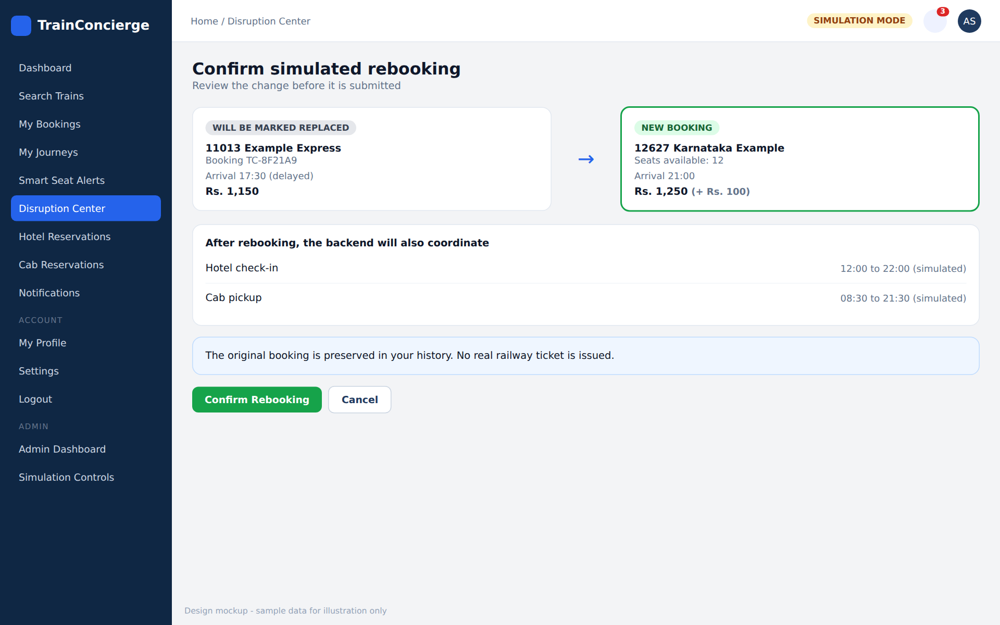 TrainConcierge
Dashboard
Search Trains
My Bookings
My Journeys
Smart Seat Alerts
Disruption Center
Hotel Reservations
Cab Reservations
Notifications
ACCOUNT
My Profile
Settings
Logout
ADMIN
Admin Dashboard
Simulation Controls
Home / Disruption Center
SIMULATION MODE
3
AS
Confirm simulated rebooking
Review the change before it is submitted
WILL BE MARKED REPLACED
11013 Example Express
Booking TC-8F21A9
Arrival 17:30 (delayed)
Rs. 1,150
→
NEW BOOKING
12627 Karnataka Example
Seats available: 12
Arrival 21:00
Rs. 1,250 (+ Rs. 100)
After rebooking, the backend will also coordinate
Hotel check-in 12:00 to 22:00 (simulated)
Cab pickup 08:30 to 21:30 (simulated)
The original booking is preserved in your history. No real railway ticket is issued.
Confirm Rebooking
Cancel
Design mockup - sample data for illustration only